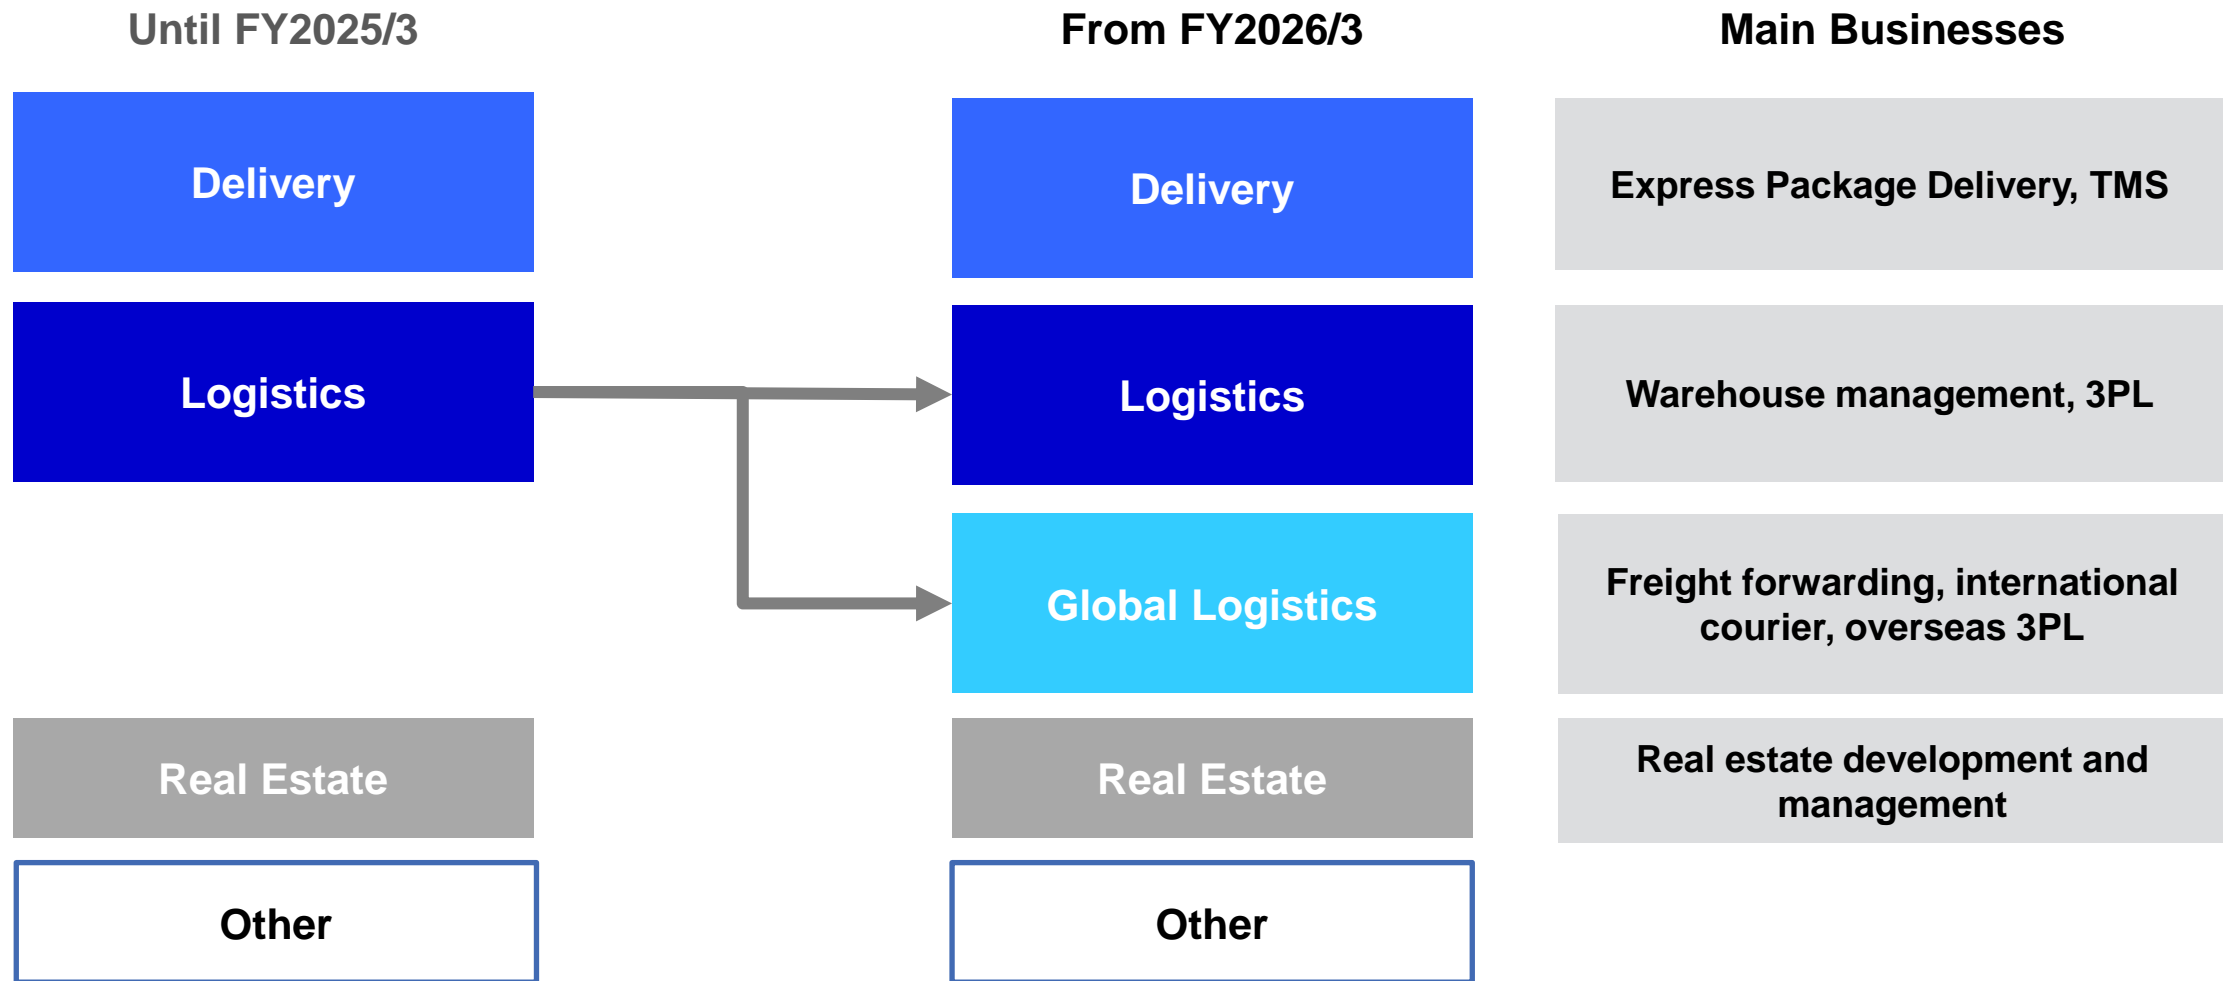 Until FY2025/3
From FY2026/3
Main Businesses
Delivery
Delivery
Express Package Delivery, TMS
Logistics
Logistics
Warehouse management, 3PL
Global Logistics
Freight forwarding, international
courier, overseas 3PL
Real Estate
Real Estate
Real estate development and
management
Other
Other